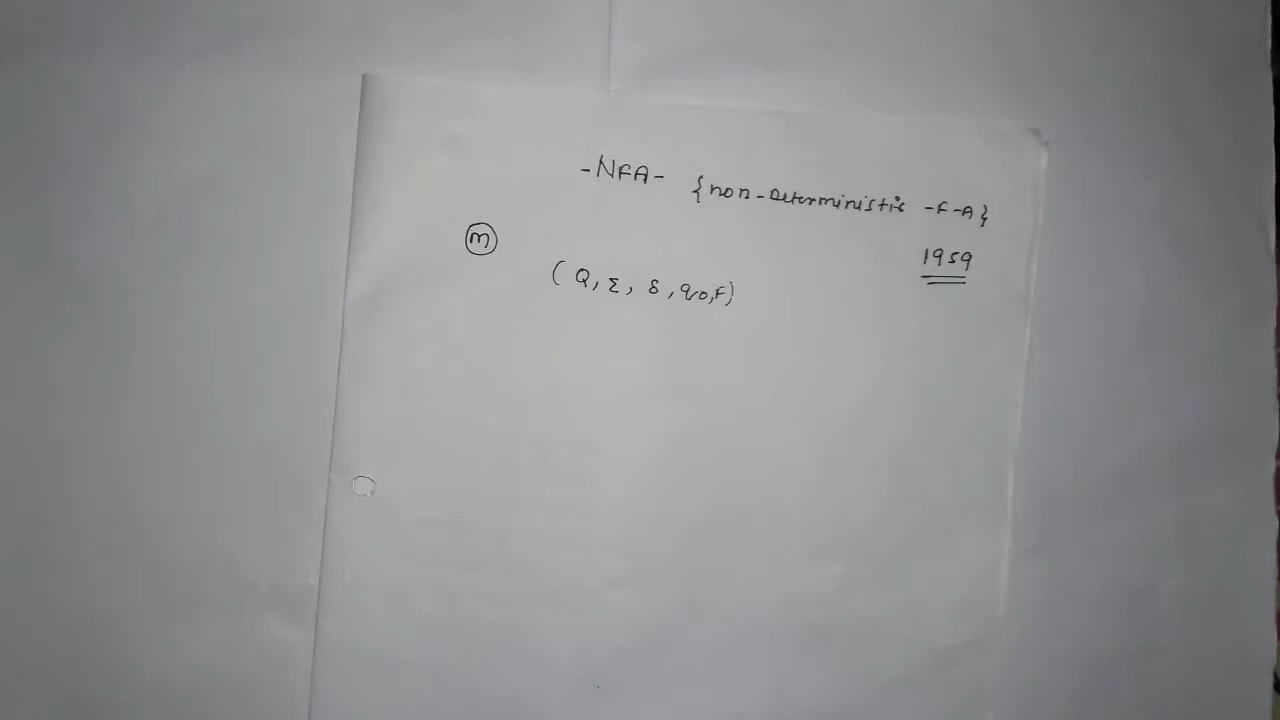 -NFA- {non-Deterministic -F-A}
1959
m
(Q, Σ, δ, q0, F)